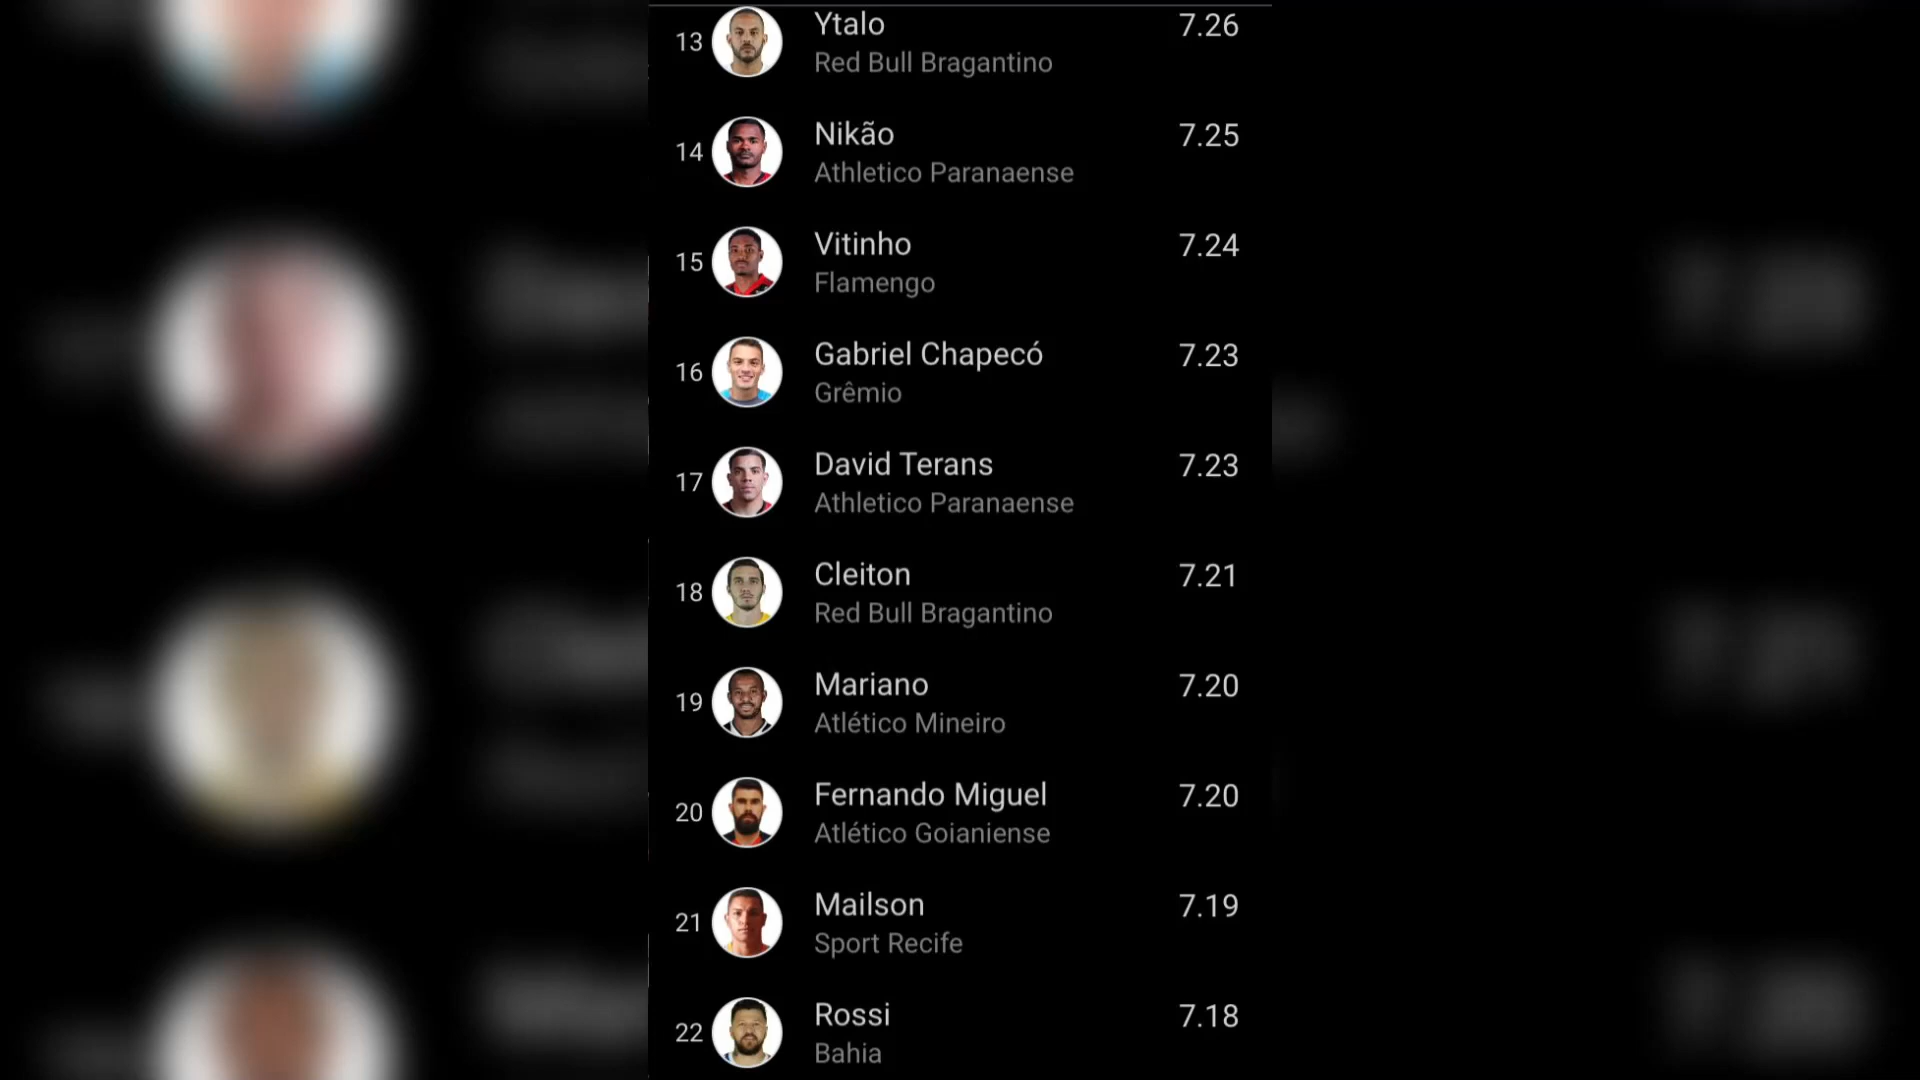 13 Ytalo 7.26
Red Bull Bragantino
14 Nikão 7.25
Athletico Paranaense
15 Vitinho 7.24
Flamengo
16 Gabriel Chapecó 7.23
Grêmio
17 David Terans 7.23
Athletico Paranaense
18 Cleiton 7.21
Red Bull Bragantino
19 Mariano 7.20
Atlético Mineiro
20 Fernando Miguel 7.20
Atlético Goianiense
21 Mailson 7.19
Sport Recife
22 Rossi 7.18
Bahia